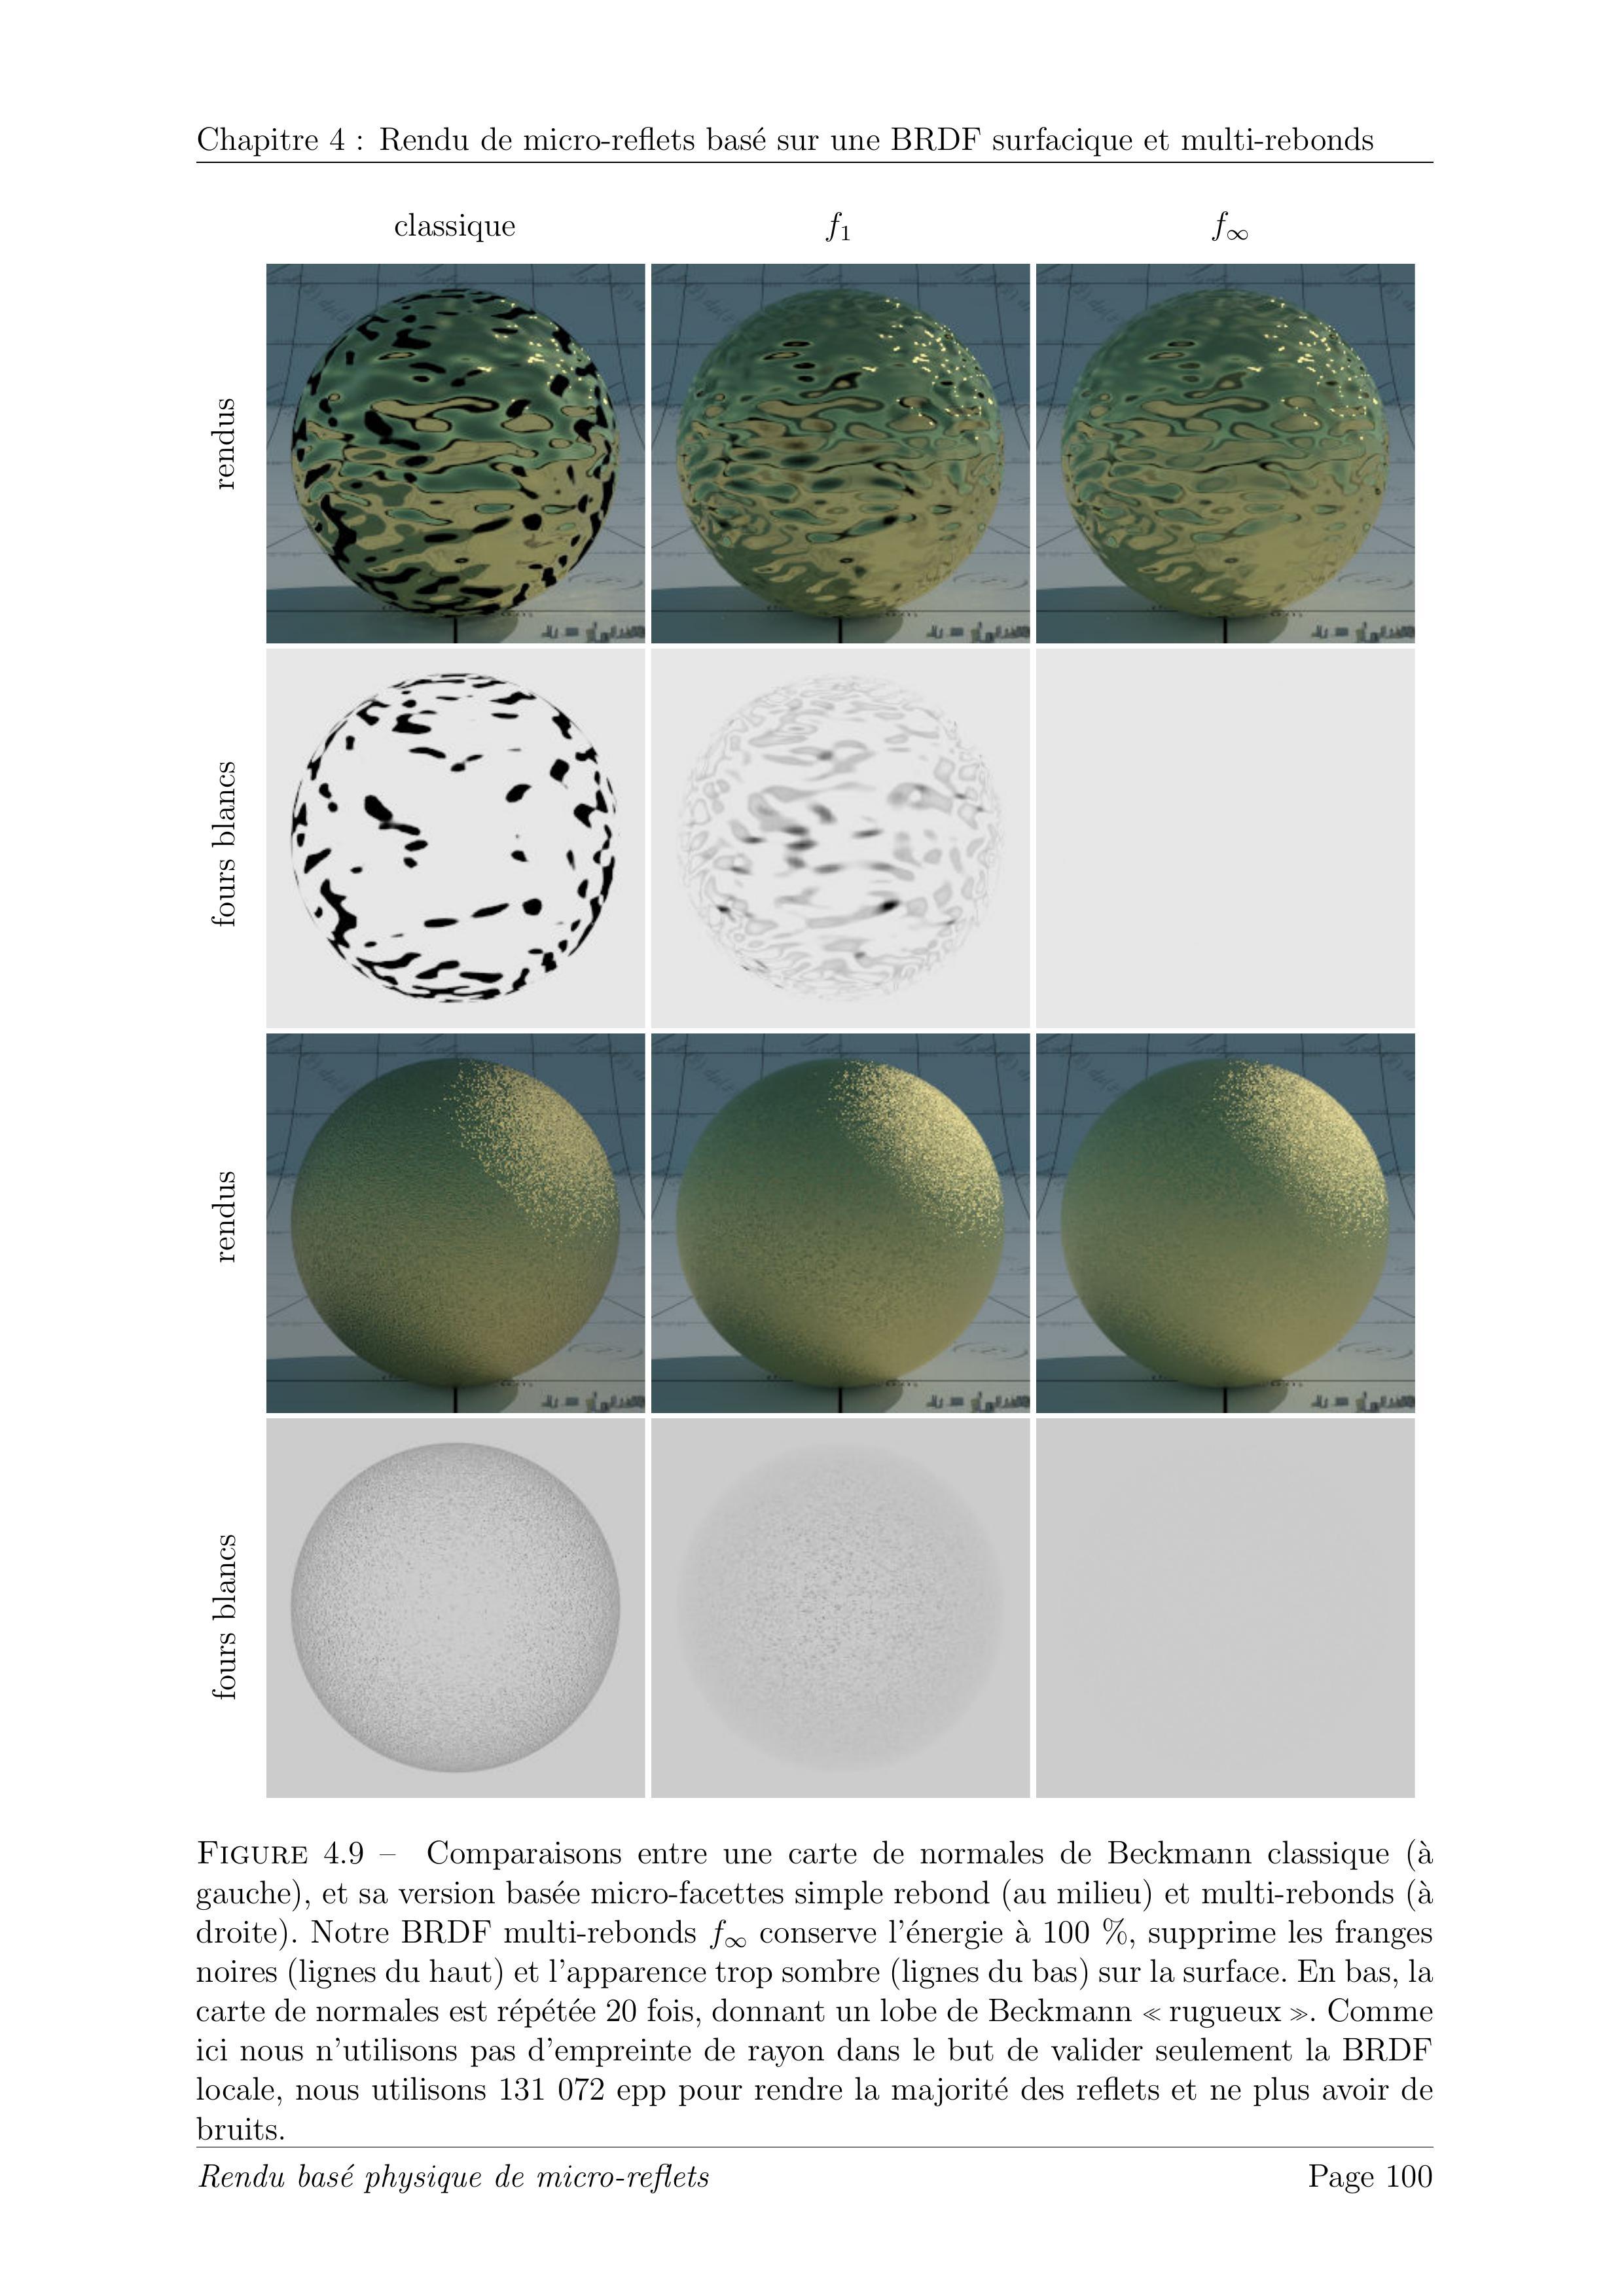 Chapitre 4 : Rendu de micro-reflets basé sur une BRDF surfacique et multi-rebonds
classique f₁ f∞
rendus
fours blancs
rendus
fours blancs
FIGURE 4.9 – Comparaisons entre une carte de normales de Beckmann classique (à
gauche), et sa version basée micro-facettes simple rebond (au milieu) et multi-rebonds (à
droite). Notre BRDF multi-rebonds f∞ conserve l'énergie à 100 %, supprime les franges
noires (lignes du haut) et l'apparence trop sombre (lignes du bas) sur la surface. En bas, la
carte de normales est répétée 20 fois, donnant un lobe de Beckmann « rugueux ». Comme
ici nous n'utilisons pas d'empreinte de rayon dans le but de valider seulement la BRDF
locale, nous utilisons 131 072 epp pour rendre la majorité des reflets et ne plus avoir de
bruits.
Rendu basé physique de micro-reflets Page 100